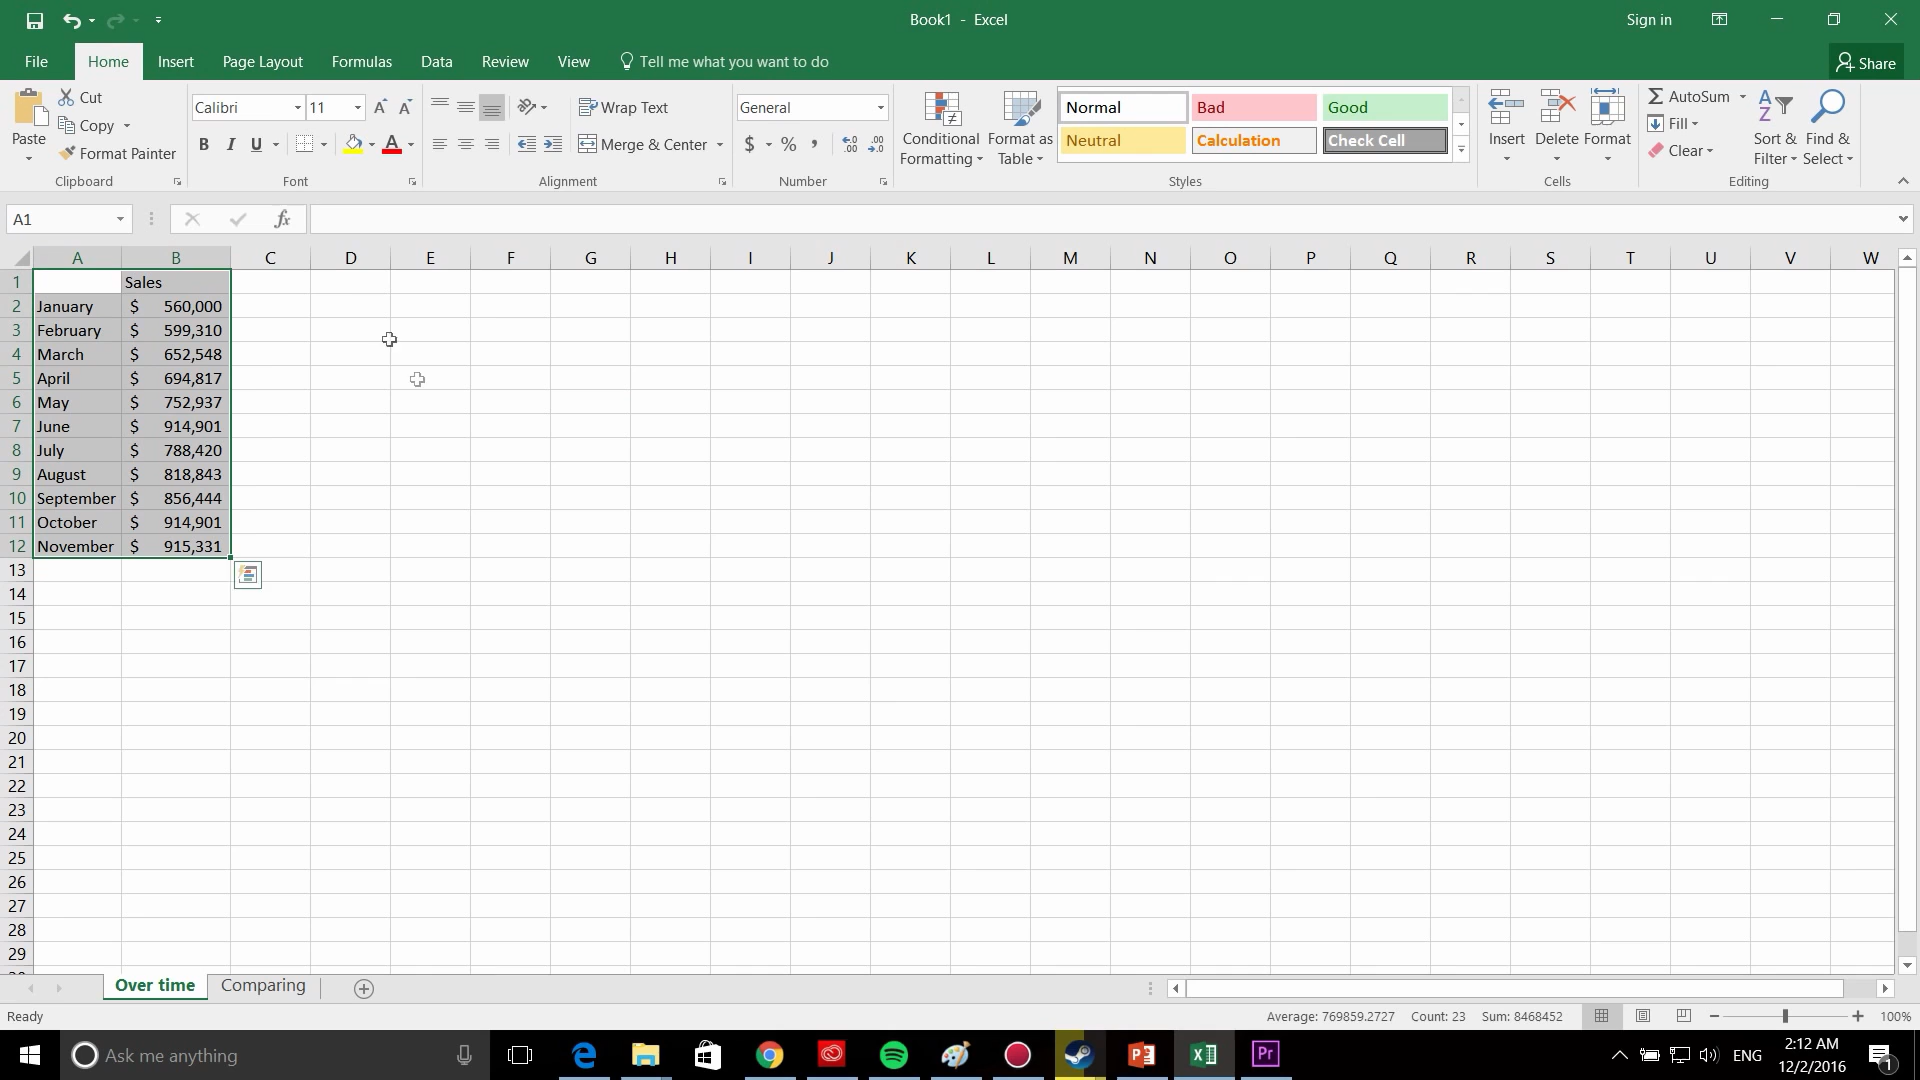 Book1 - Excel
Sign in
File Home Insert Page Layout Formulas Data Review View Tell me what you want to do Share
Paste
Cut
Copy
Format Painter
Clipboard
Calibri 11
B I U
Font
Wrap Text
Merge & Center
Alignment
General
$ % ,
Number
Conditional Formatting
Format as Table
Normal Bad Good
Neutral Calculation Check Cell
Styles
Insert Delete Format
Cells
AutoSum
Fill
Clear
Sort & Filter
Find & Select
Editing
A1 fx
A B C D E F G H I J K L M N O P Q R S T U V W
1 Sales
2 January $ 560,000
3 February $ 599,310
4 March $ 652,548
5 April $ 694,817
6 May $ 752,937
7 June $ 914,901
8 July $ 788,420
9 August $ 818,843
10 September $ 856,444
11 October $ 914,901
12 November $ 915,331
13
14
15
16
17
18
19
20
21
22
23
24
25
26
27
28
29
Over time Comparing
Ready Average: 769859.2727 Count: 23 Sum: 8468452 100%
Ask me anything
ENG
2:12 AM
12/2/2016
1